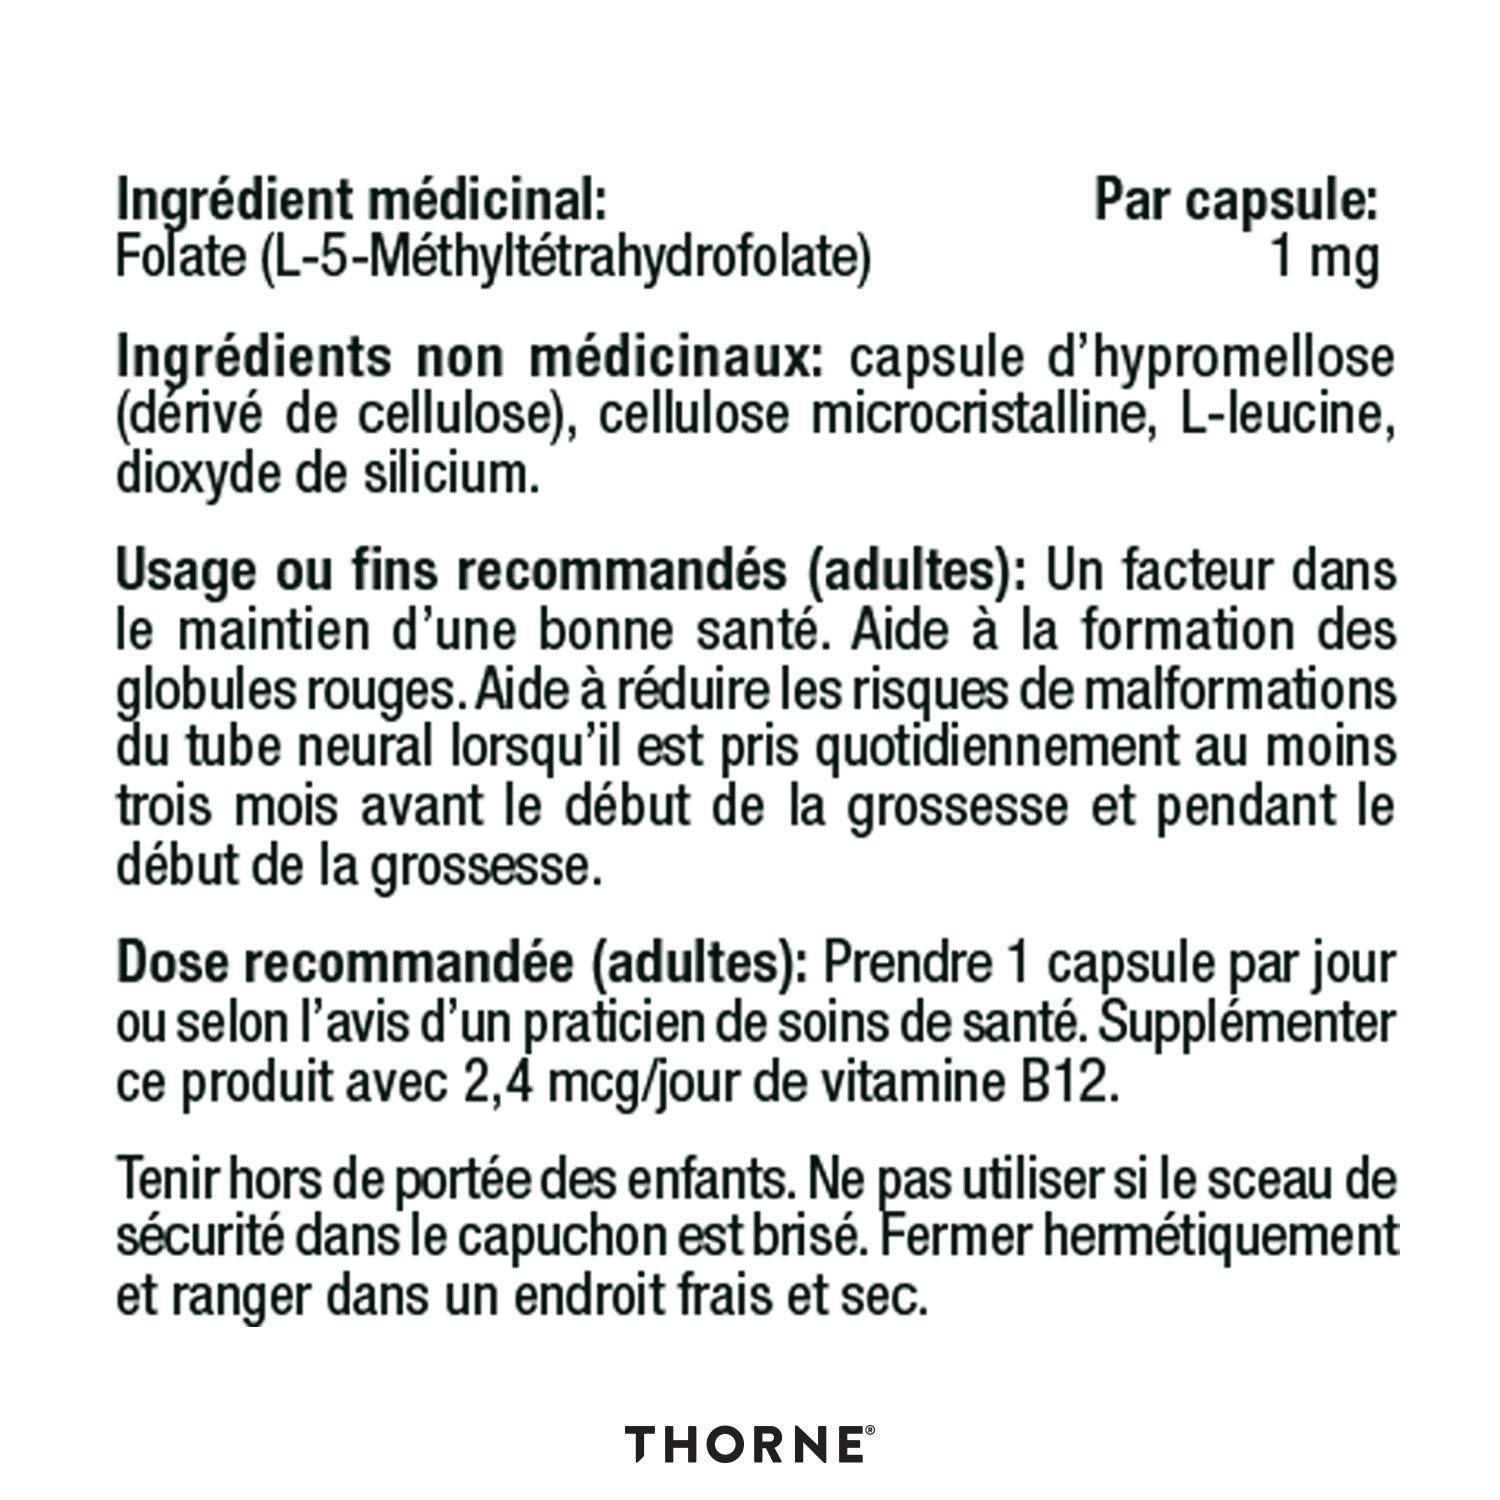 Ingrédient médicinal: Par capsule:
Folate (L-5-Méthyltétrahydrofolate) 1 mg
Ingrédients non médicinaux: capsule d’hypromellose
(dérivé de cellulose), cellulose microcristalline, L-leucine,
dioxyde de silicium.
Usage ou fins recommandés (adultes): Un facteur dans
le maintien d’une bonne santé. Aide à la formation des
globules rouges. Aide à réduire les risques de malformations
du tube neural lorsqu’il est pris quotidiennement au moins
trois mois avant le début de la grossesse et pendant le
début de la grossesse.
Dose recommandée (adultes): Prendre 1 capsule par jour
ou selon l’avis d’un praticien de soins de santé. Supplémenter
ce produit avec 2,4 mcg/jour de vitamine B12.
Tenir hors de portée des enfants. Ne pas utiliser si le sceau de
sécurité dans le capuchon est brisé. Fermer hermétiquement
et ranger dans un endroit frais et sec.
THORNE®